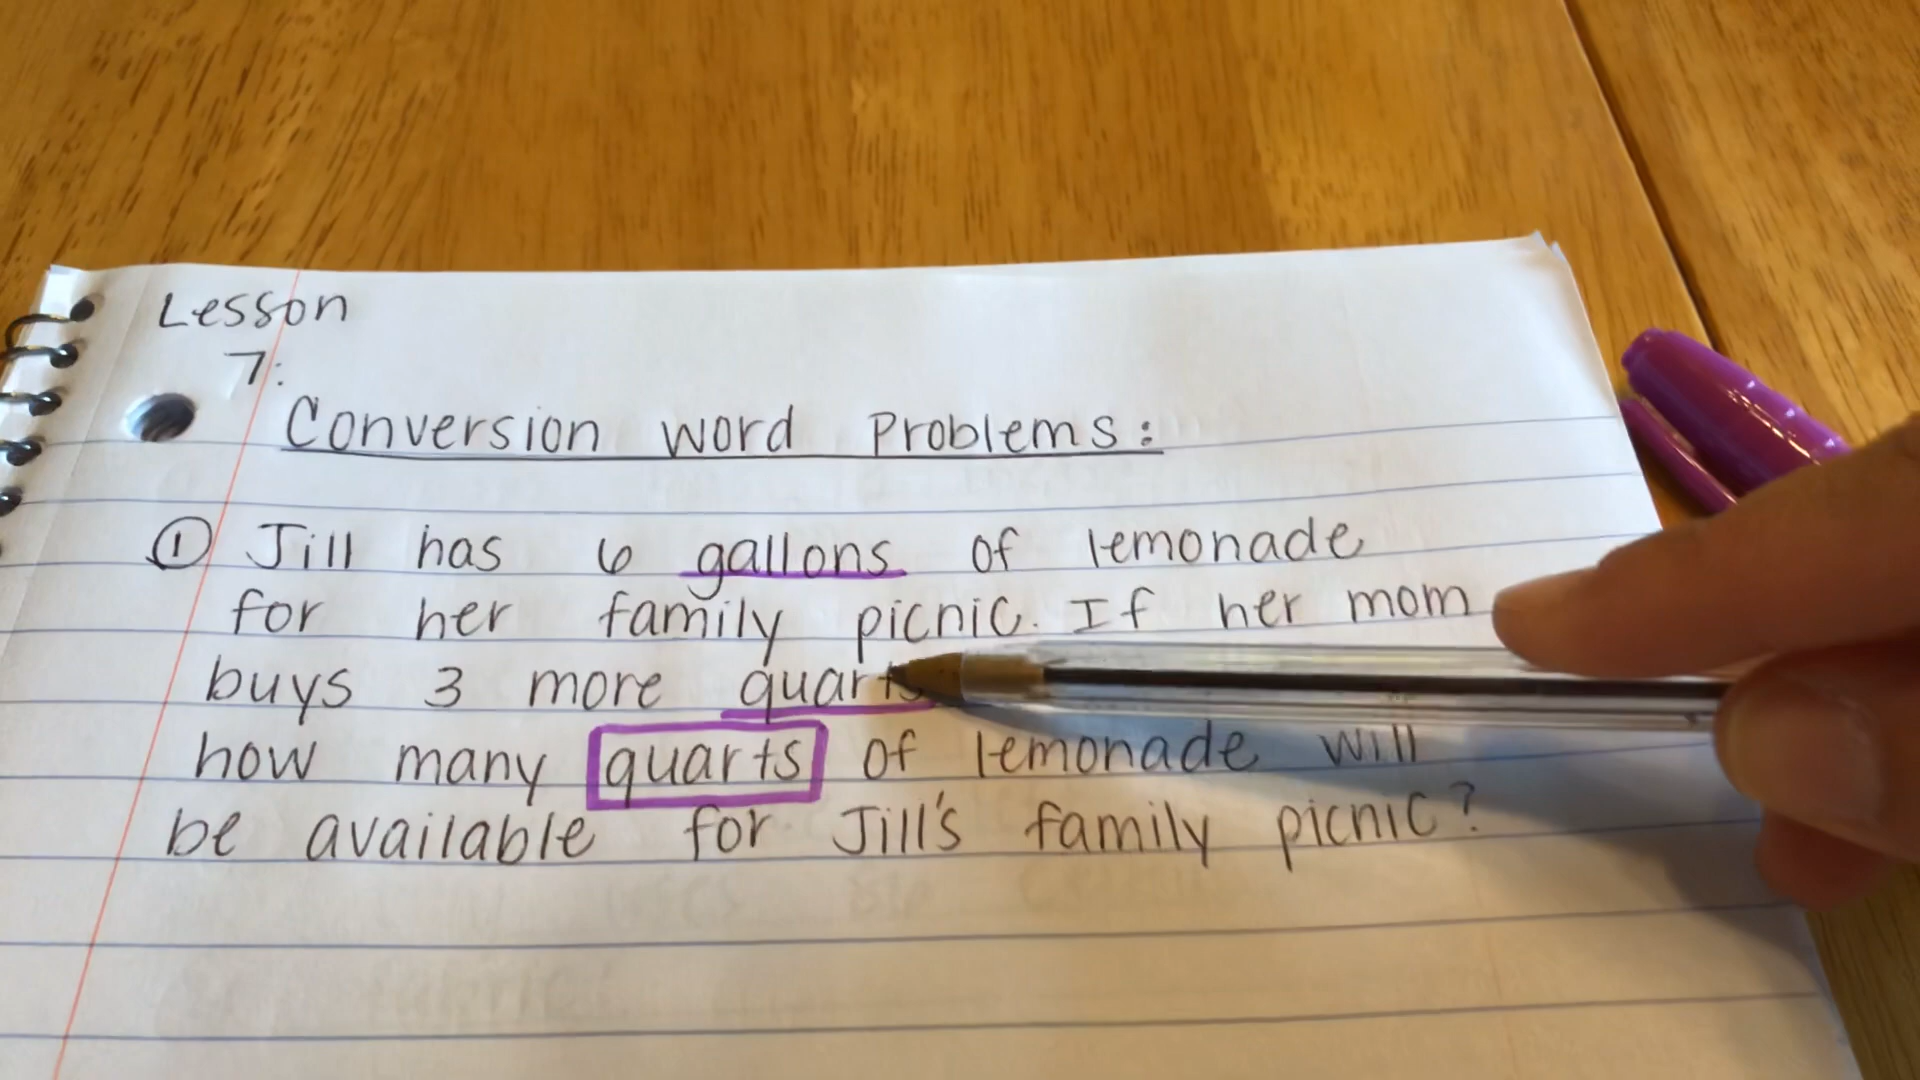 Lesson
7:
Conversion word Problems:
① Jill has 6 gallons of lemonade
for her family picnic. If her mom
buys 3 more quarts
how many quarts of lemonade will
be available for Jill's family picnic?